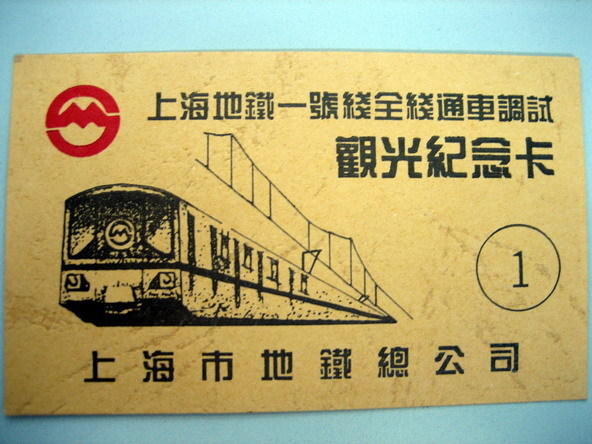 上海地鐵一號綫全綫通車調試
觀光紀念卡
1
上海市地鐵總公司